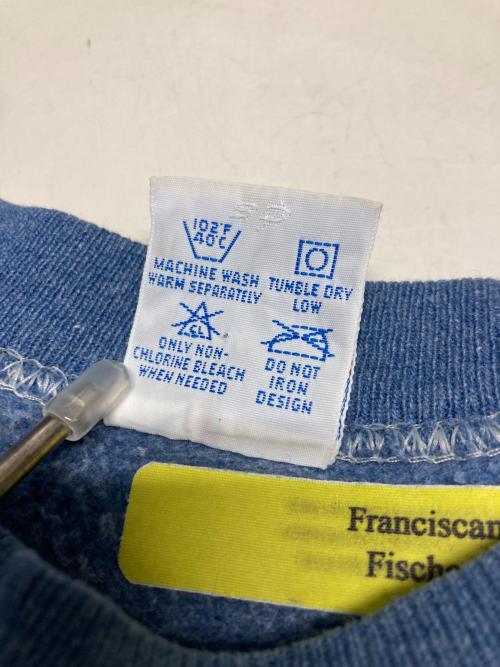 102°F
40°C
MACHINE WASH
WARM SEPARATELY
TUMBLE DRY
LOW
CL
ONLY NON-
CHLORINE BLEACH
WHEN NEEDED
DO NOT
IRON
DESIGN
Franciscan
Fische